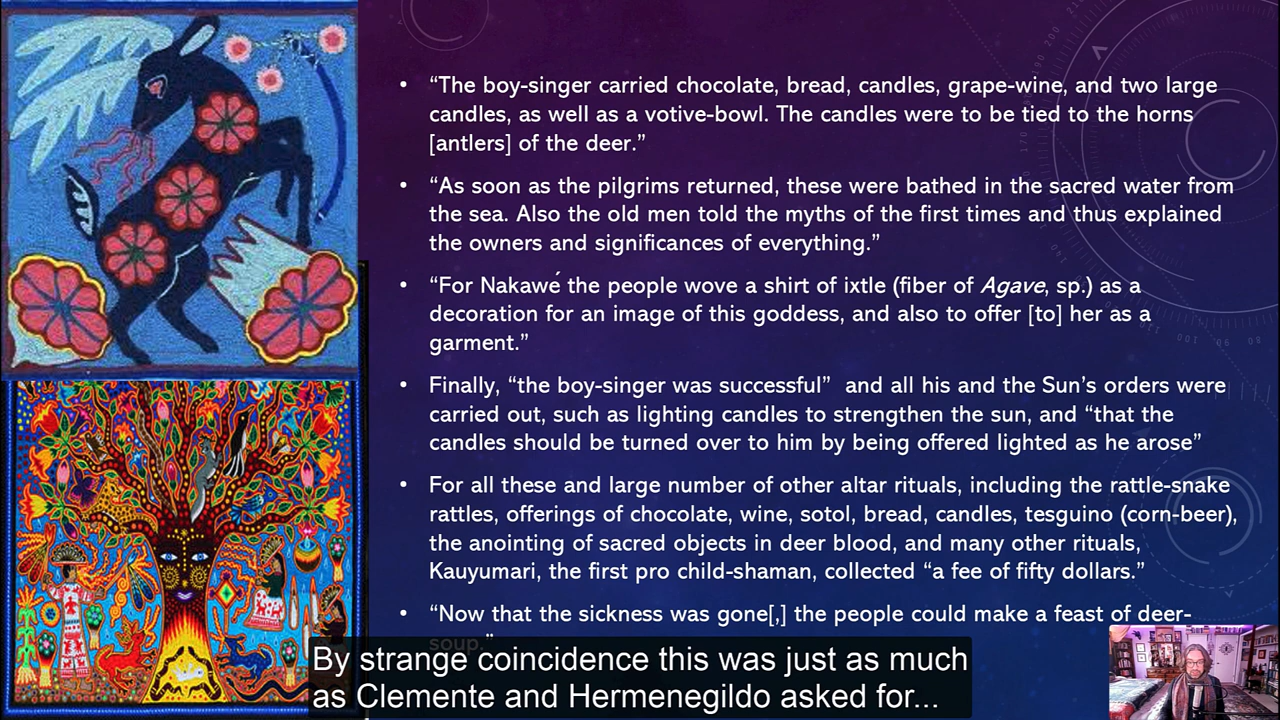 • “The boy-singer carried chocolate, bread, candles, grape-wine, and two large
candles, as well as a votive-bowl. The candles were to be tied to the horns
[antlers] of the deer.”
• “As soon as the pilgrims returned, these were bathed in the sacred water from
the sea. Also the old men told the myths of the first times and thus explained
the owners and significances of everything.”
• “For Nakawé the people wove a shirt of ixtle (fiber of Agave, sp.) as a
decoration for an image of this goddess, and also to offer [to] her as a
garment.”
• Finally, “the boy-singer was successful”  and all his and the Sun’s orders were
carried out, such as lighting candles to strengthen the sun, and “that the
candles should be turned over to him by being offered lighted as he arose”
• For all these and large number of other altar rituals, including the rattle-snake
rattles, offerings of chocolate, wine, sotol, bread, candles, tesguino (corn-beer),
the anointing of sacred objects in deer blood, and many other rituals,
Kauyumari, the first pro child-shaman, collected “a fee of fifty dollars.”
• “Now that the sickness was gone[,] the people could make a feast of deer-
soup.”
By strange coincidence this was just as much
as Clemente and Hermenegildo asked for...